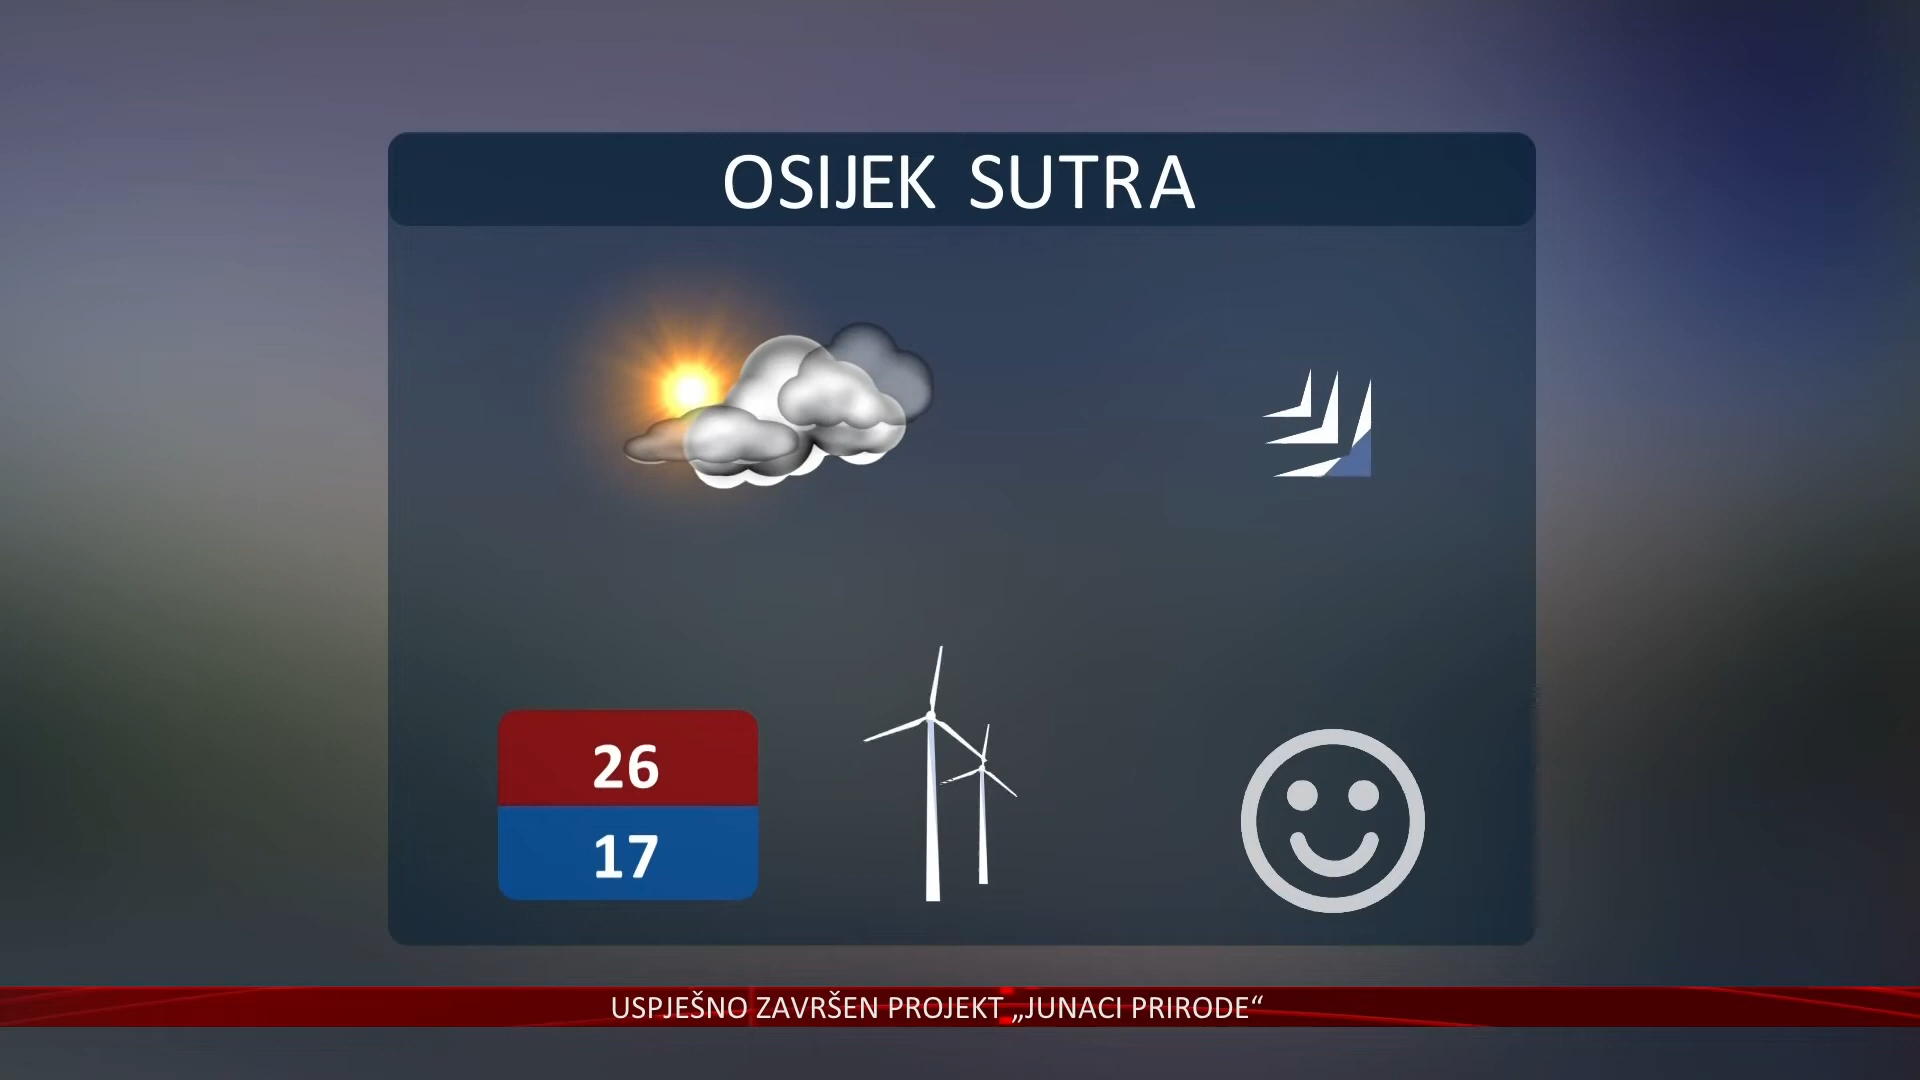 OSIJEK SUTRA
26
17
USPJEŠNO ZAVRŠEN PROJEKT „JUNACI PRIRODE“